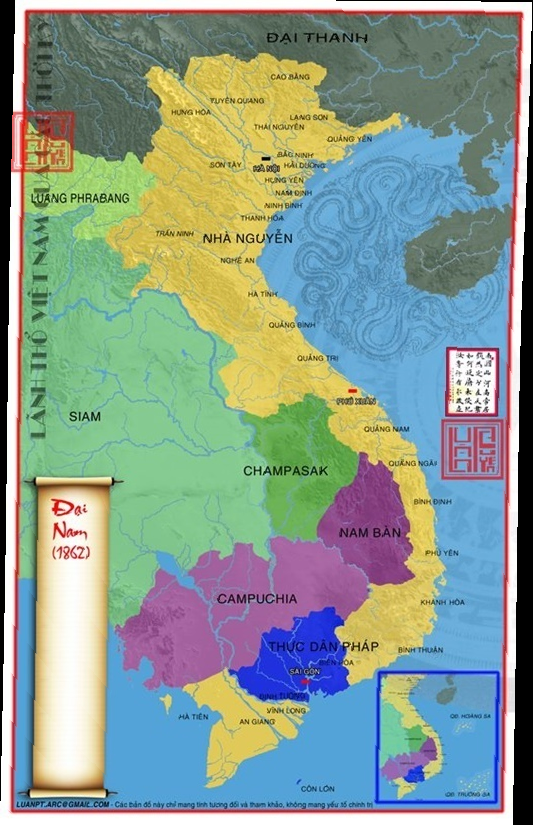 ĐẠI THANH
CAO BẰNG
TUYÊN QUANG
HƯNG HÓA
LẠNG SƠN
THÁI NGUYÊN
QUẢNG YÊN
SƠN TÂY
BẮC NINH
HÀ NỘI
HẢI DƯƠNG
HƯNG YÊN
NAM ĐỊNH
NINH BÌNH
LUANG PHRABANG
THANH HÓA
TRẤN NINH
NHÀ NGUYỄN
NGHỆ AN
HÀ TĨNH
QUẢNG BÌNH
QUẢNG TRỊ
PHÚ XUÂN
SIAM
QUẢNG NAM
CHAMPASAK
QUẢNG NGÃI
BÌNH ĐỊNH
Đại
Nam
(1862)
NAM BÀN
PHÚ YÊN
CAMPUCHIA
KHÁNH HÒA
THỰC DÂN PHÁP
BÌNH THUẬN
BIÊN HÒA
SÀI GÒN
ĐỊNH TƯỜNG
VĨNH LONG
HÀ TIÊN
AN GIANG
QĐ. HOÀNG SA
QĐ. TRƯỜNG SA
CÔN LÔN
LUANPT.ARC@GMAIL.COM - Các bản đồ này chỉ mang tính tương đối và tham khảo, không mang yếu tố chính trị
LÃNH THỔ VIỆT NAM QUA